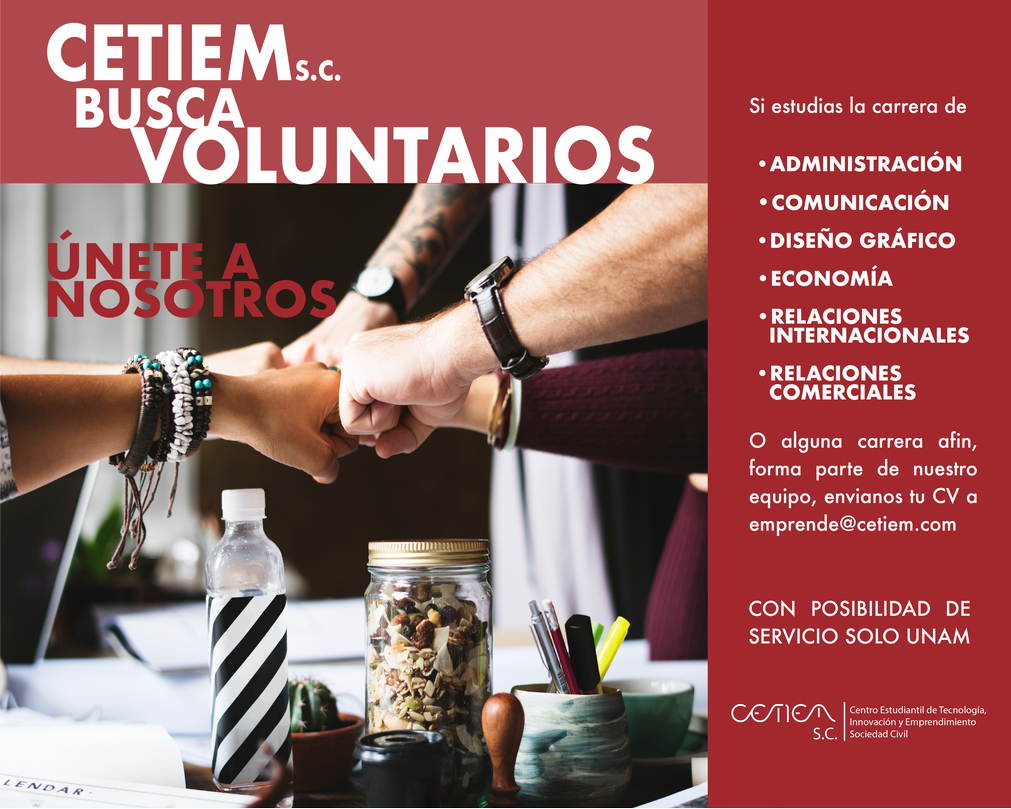 CETIEM S.C.
BUSCA
VOLUNTARIOS
ÚNETE A
NOSOTROS
Si estudias la carrera de
• ADMINISTRACIÓN
• COMUNICACIÓN
• DISEÑO GRÁFICO
• ECONOMÍA
• RELACIONES
INTERNACIONALES
• RELACIONES
COMERCIALES
O alguna carrera afin,
forma parte de nuestro
equipo, envianos tu CV a
emprende@cetiem.com
CON POSIBILIDAD DE
SERVICIO SOLO UNAM
CETIEM
S.C.
Centro Estudiantil de Tecnología,
Innovación y Emprendimiento
Sociedad Civil
LENDAR